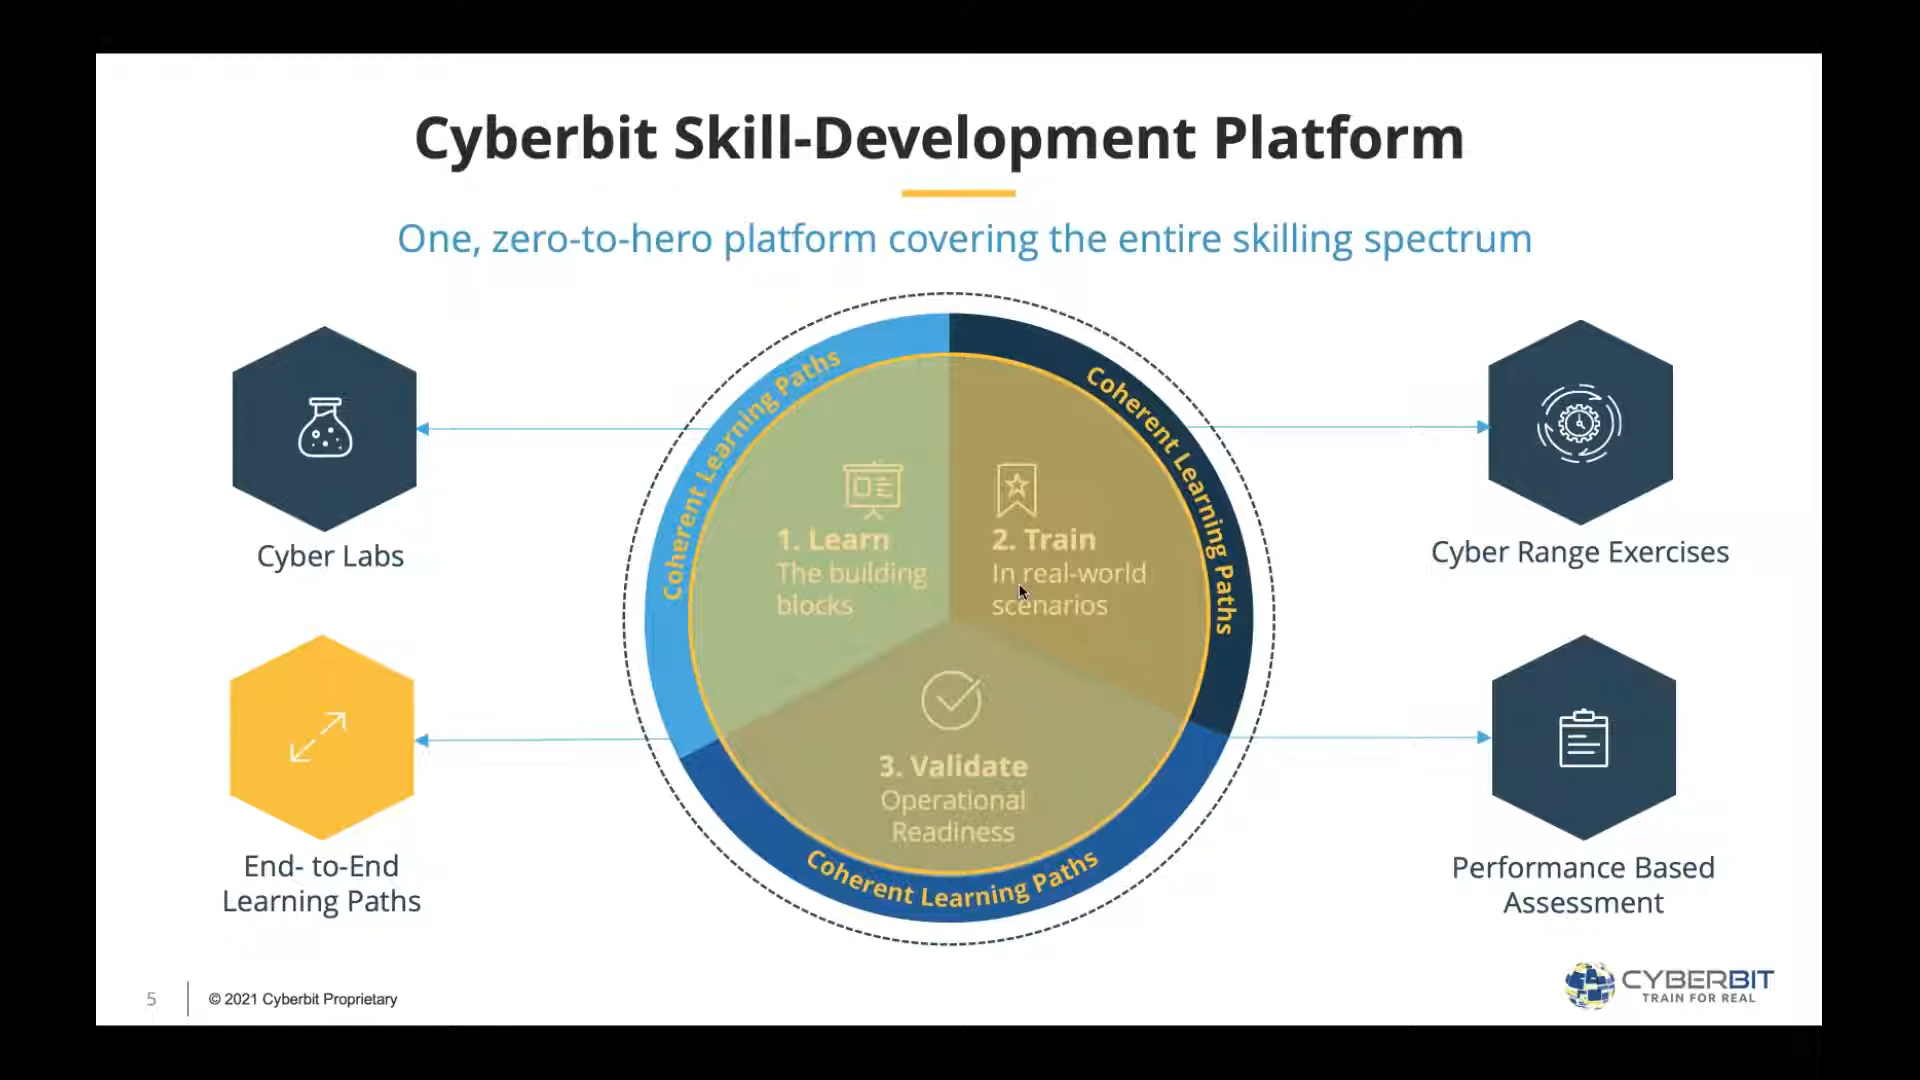 Cyberbit Skill-Development Platform
One, zero-to-hero platform covering the entire skilling spectrum
Coherent Learning Paths
Coherent Learning Paths
Cyber Labs
1. Learn
The building
blocks
2. Train
In real-world
scenarios
Cyber Range Exercises
3. Validate
Operational
Readiness
Coherent Learning Paths
End- to-End
Learning Paths
Performance Based
Assessment
5
© 2021 Cyberbit Proprietary
CYBERBIT
TRAIN FOR REAL